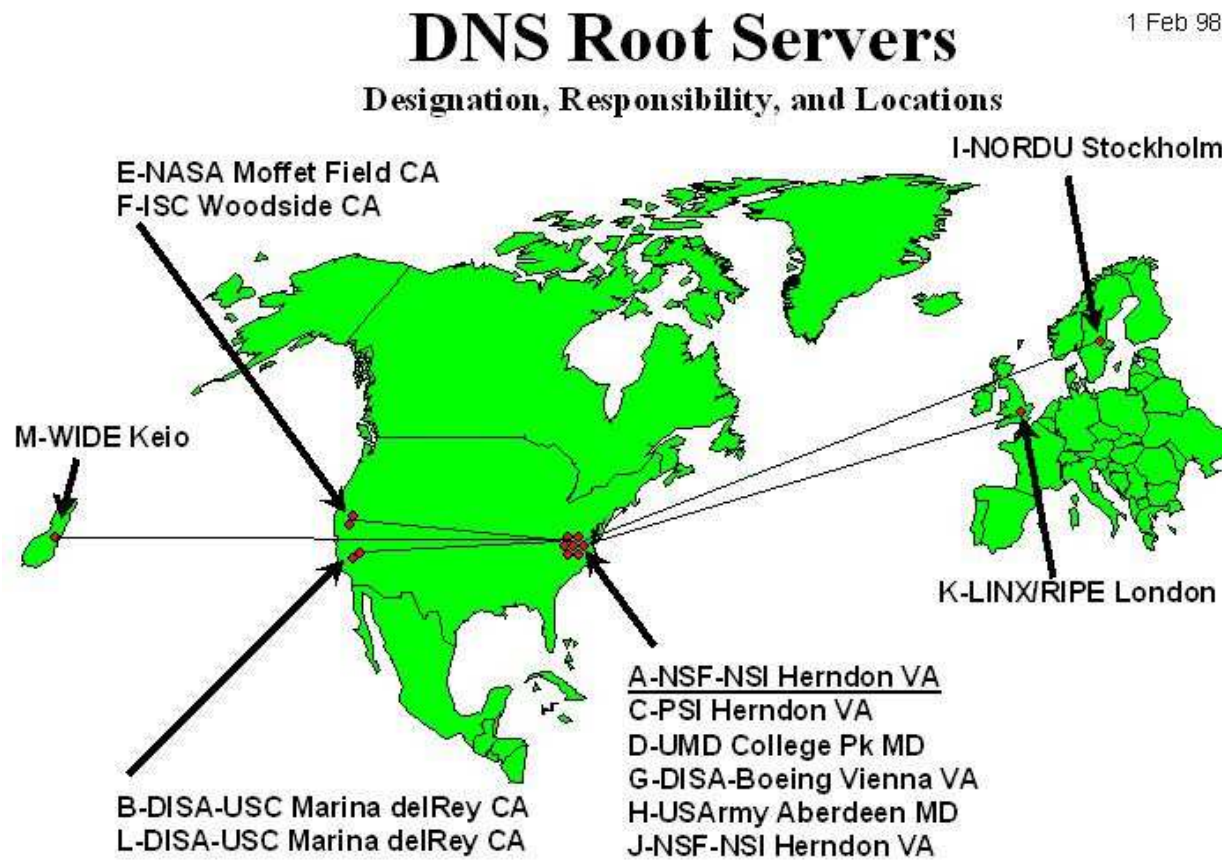 DNS Root Servers
1 Feb 98
Designation, Responsibility, and Locations
E-NASA Moffet Field CA
F-ISC Woodside CA
I-NORDU Stockholm
M-WIDE Keio
K-LINX/RIPE London
A-NSF-NSI Herndon VA
C-PSI Herndon VA
D-UMD College Pk MD
G-DISA-Boeing Vienna VA
H-USArmy Aberdeen MD
J-NSF-NSI Herndon VA
B-DISA-USC Marina delRey CA
L-DISA-USC Marina delRey CA